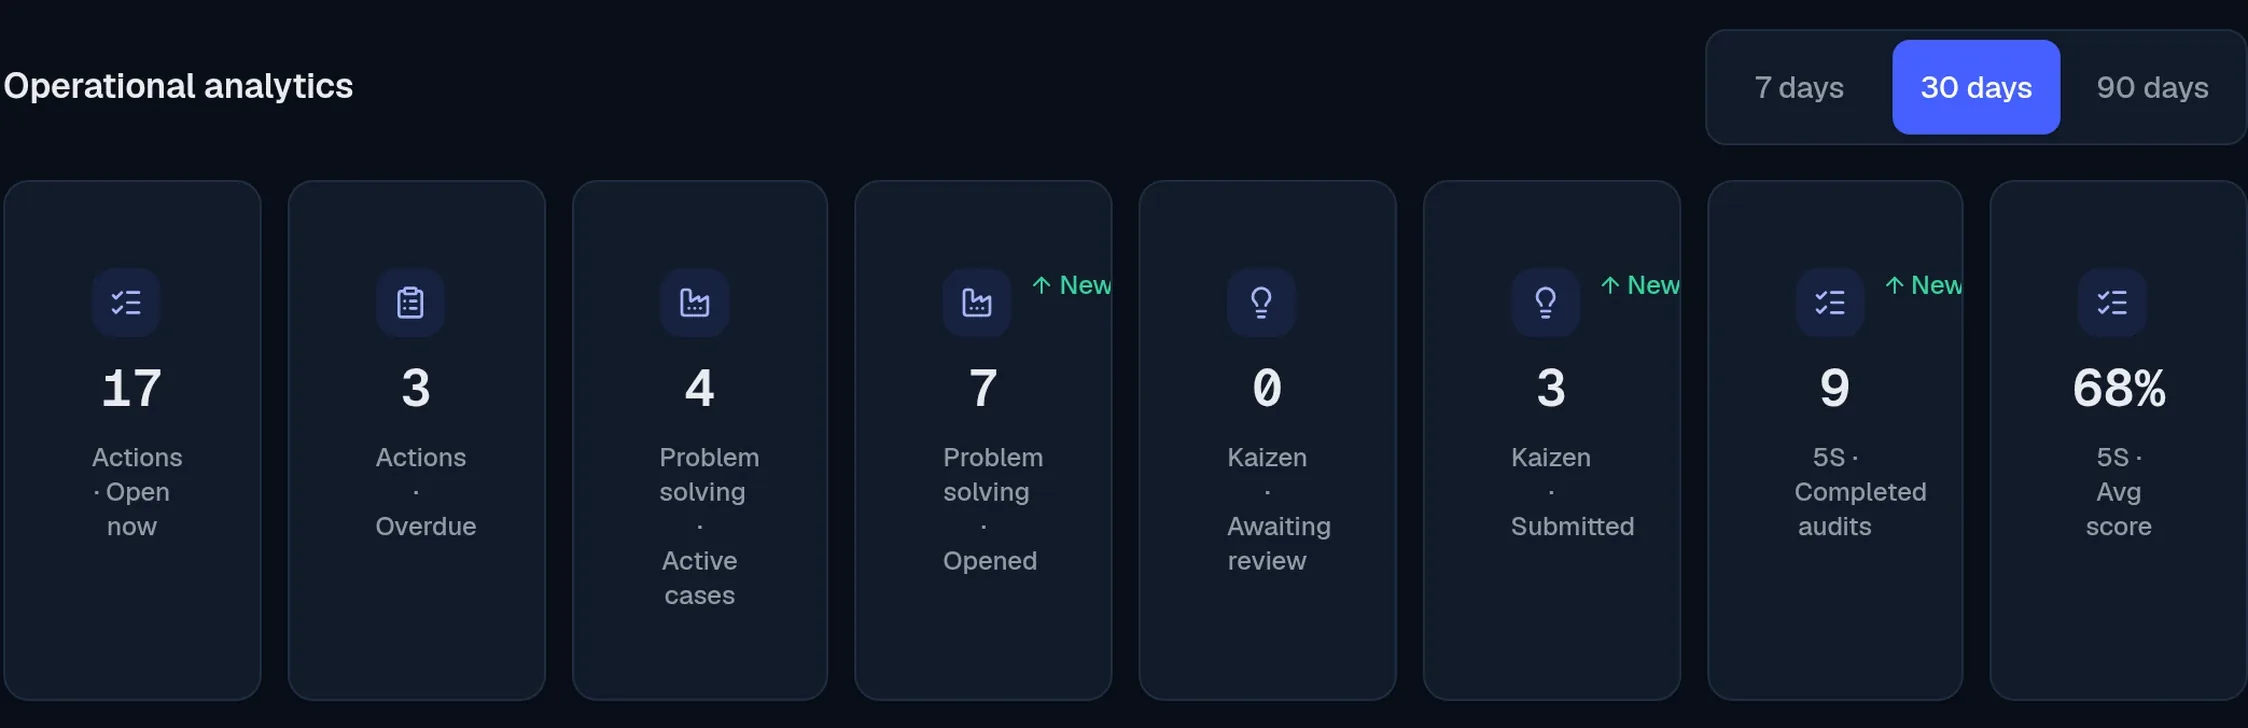 Operational analytics
7 days
30 days
90 days
17
Actions
· Open
now
3
Actions
·
Overdue
4
Problem
solving
·
Active
cases
↑ New
7
Problem
solving
·
Opened
0
Kaizen
·
Awaiting
review
↑ New
3
Kaizen
·
Submitted
↑ New
9
5S ·
Completed
audits
68%
5S ·
Avg
score